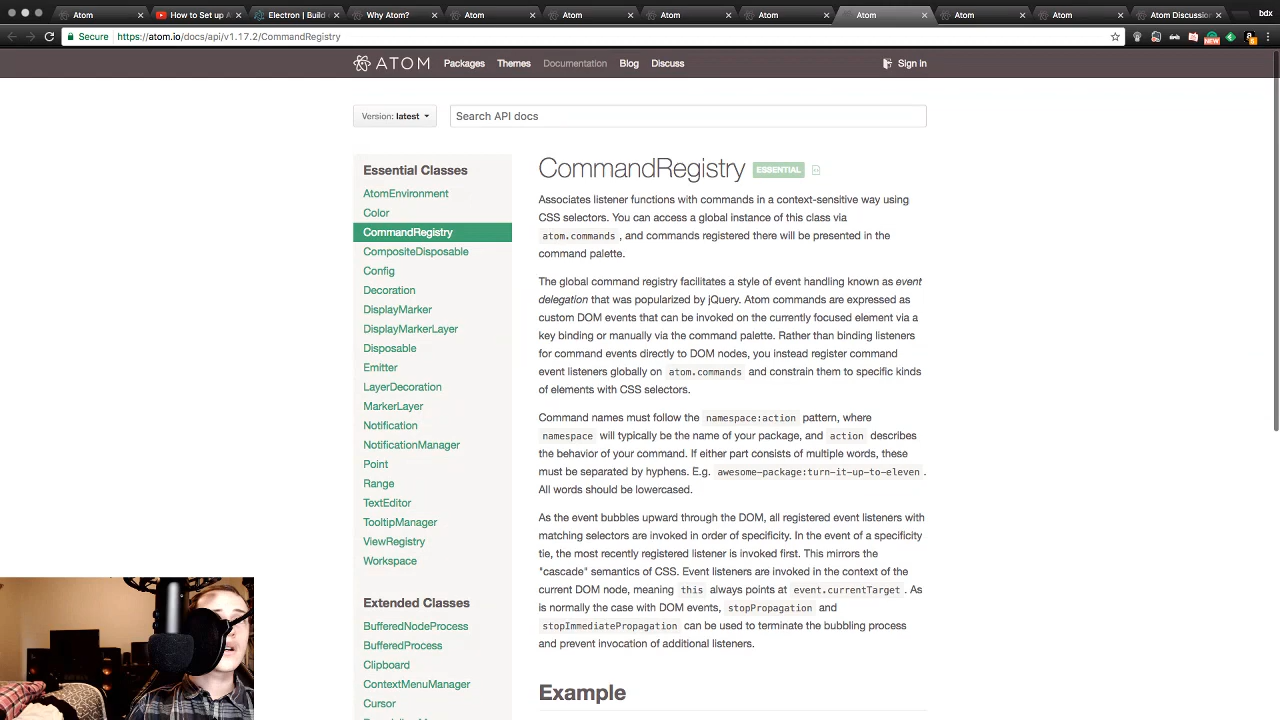 Atom
How to Set up A
Electron | Build
Why Atom?
Atom
Atom
Atom
Atom
Atom
Atom
Atom
Atom Discussion
bdx
Secure
https://atom.io/docs/api/v1.17.2/CommandRegistry
NEW
ATOM
Packages
Themes
Documentation
Blog
Discuss
Sign in
Version: latest
Search API docs
Essential Classes
AtomEnvironment
Color
CommandRegistry
CompositeDisposable
Config
Decoration
DisplayMarker
DisplayMarkerLayer
Disposable
Emitter
LayerDecoration
MarkerLayer
Notification
NotificationManager
Point
Range
TextEditor
TooltipManager
ViewRegistry
Workspace
Extended Classes
BufferedNodeProcess
BufferedProcess
Clipboard
ContextMenuManager
Cursor
CommandRegistry ESSENTIAL
Associates listener functions with commands in a context-sensitive way using
CSS selectors. You can access a global instance of this class via
atom.commands , and commands registered there will be presented in the
command palette.
The global command registry facilitates a style of event handling known as event
delegation that was popularized by jQuery. Atom commands are expressed as
custom DOM events that can be invoked on the currently focused element via a
key binding or manually via the command palette. Rather than binding listeners
for command events directly to DOM nodes, you instead register command
event listeners globally on atom.commands and constrain them to specific kinds
of elements with CSS selectors.
Command names must follow the namespace:action pattern, where
namespace will typically be the name of your package, and action describes
the behavior of your command. If either part consists of multiple words, these
must be separated by hyphens. E.g. awesome-package:turn-it-up-to-eleven .
All words should be lowercased.
As the event bubbles upward through the DOM, all registered event listeners with
matching selectors are invoked in order of specificity. In the event of a specificity
tie, the most recently registered listener is invoked first. This mirrors the
"cascade" semantics of CSS. Event listeners are invoked in the context of the
current DOM node, meaning this always points at event.currentTarget . As
is normally the case with DOM events, stopPropagation and
stopImmediatePropagation can be used to terminate the bubbling process
and prevent invocation of additional listeners.
Example